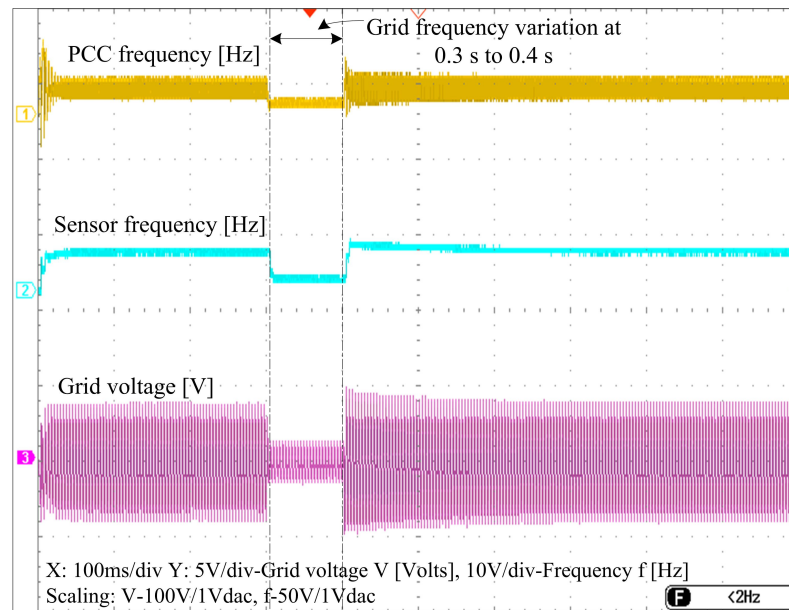 Grid frequency variation at
0.3 s to 0.4 s
PCC frequency [Hz]
1
Sensor frequency [Hz]
2
Grid voltage [V]
3
X: 100ms/div Y: 5V/div-Grid voltage V [Volts], 10V/div-Frequency f [Hz]
Scaling: V-100V/1Vdac, f-50V/1Vdac
F <2Hz